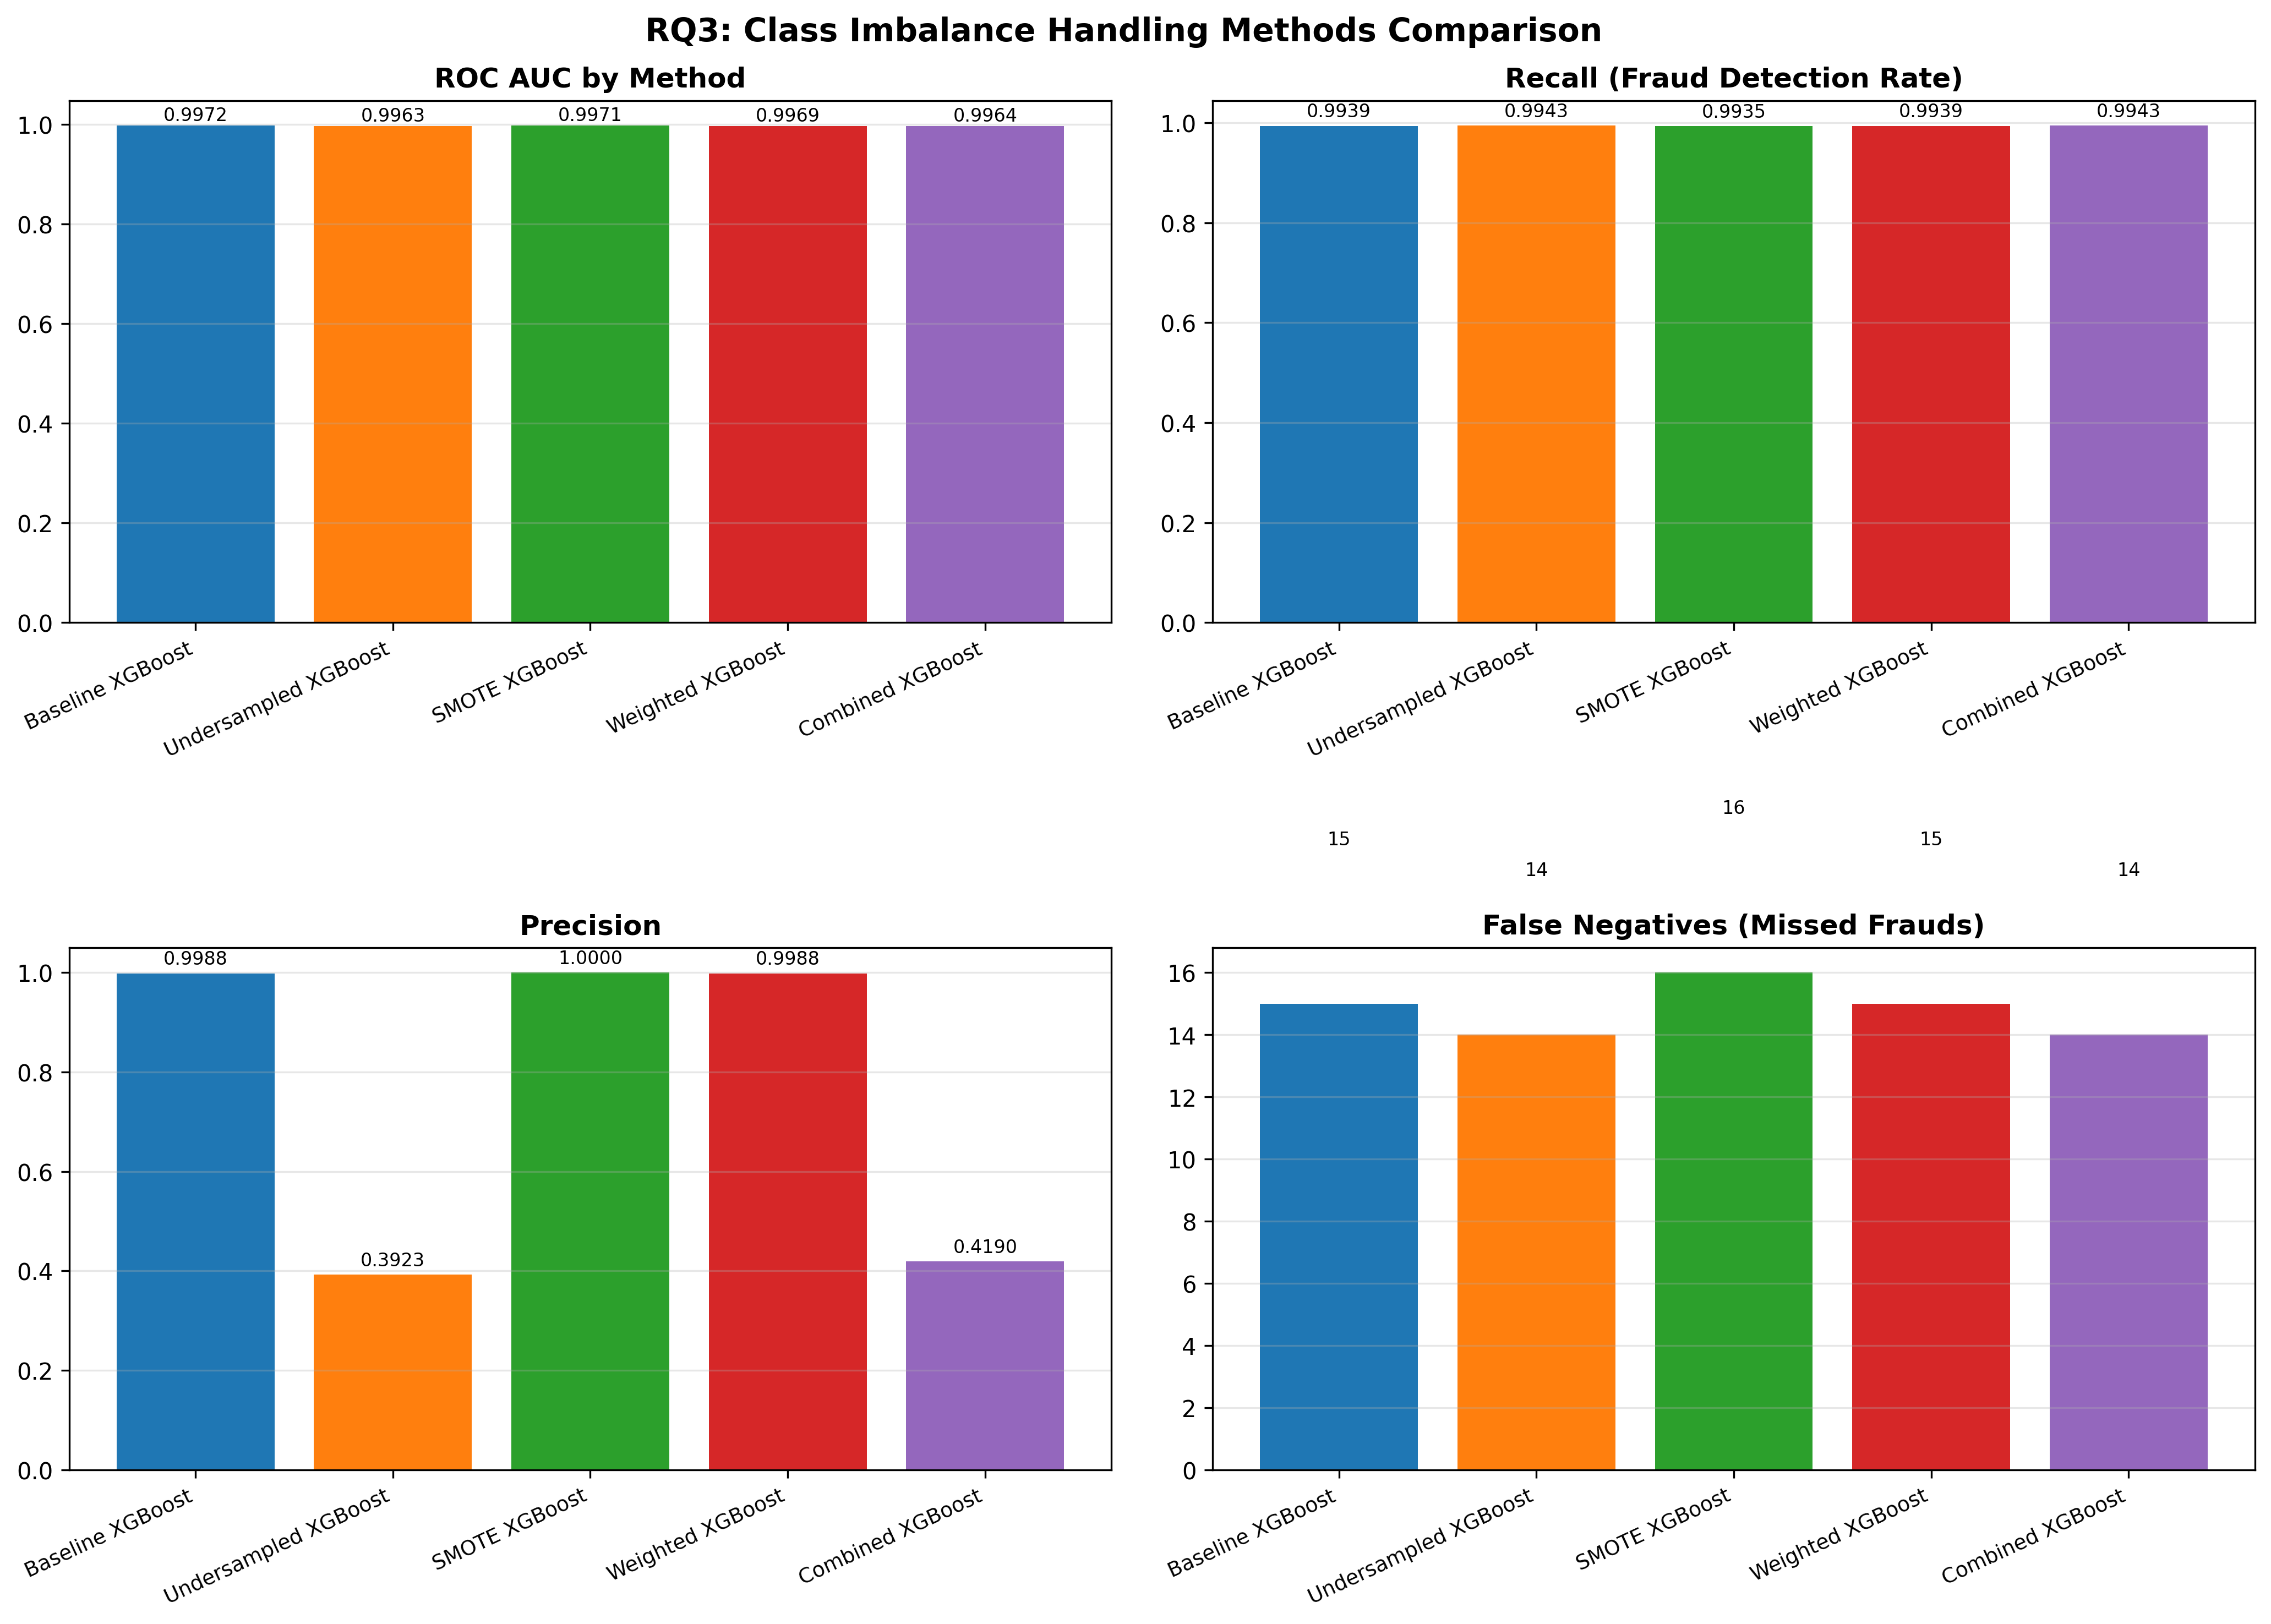 RQ3: Class Imbalance Handling Methods Comparison
ROC AUC by Method
0.9972 0.9963 0.9971 0.9969 0.9964
1.0
0.8
0.6
0.4
0.2
0.0
Baseline XGBoost
Undersampled XGBoost
SMOTE XGBoost
Weighted XGBoost
Combined XGBoost
Recall (Fraud Detection Rate)
0.9939 0.9943 0.9935 0.9939 0.9943
1.0
0.8
0.6
0.4
0.2
0.0
Baseline XGBoost
Undersampled XGBoost
SMOTE XGBoost
Weighted XGBoost
Combined XGBoost
Precision
0.9988 0.3923 1.0000 0.9988 0.4190
1.0
0.8
0.6
0.4
0.2
0.0
Baseline XGBoost
Undersampled XGBoost
SMOTE XGBoost
Weighted XGBoost
Combined XGBoost
15 14 16 15 14
False Negatives (Missed Frauds)
16
14
12
10
8
6
4
2
0
Baseline XGBoost
Undersampled XGBoost
SMOTE XGBoost
Weighted XGBoost
Combined XGBoost